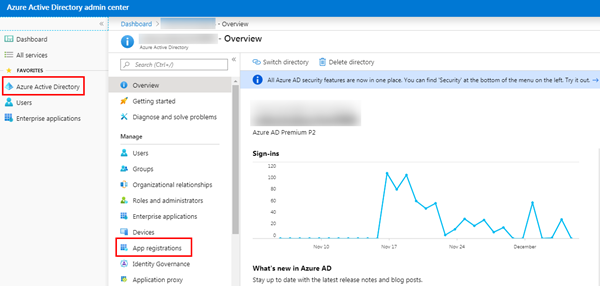 Azure Active Directory admin center
Dashboard
All services
FAVORITES
Azure Active Directory
Users
Enterprise applications
Dashboard > - Overview
- Overview
Azure Active Directory
Search (Ctrl+/)
Overview
Getting started
Diagnose and solve problems
Manage
Users
Groups
Organizational relationships
Roles and administrators
Enterprise applications
Devices
App registrations
Identity Governance
Application proxy
Switch directory
Delete directory
All Azure AD security features are now in one place. You can find 'Security' at the bottom of the menu on the left. Try it out. →
Azure AD Premium P2
Sign-ins
120
100
80
60
40
20
0
Nov 10
Nov 17
Nov 24
December
What's new in Azure AD
Stay up to date with the latest release notes and blog posts.